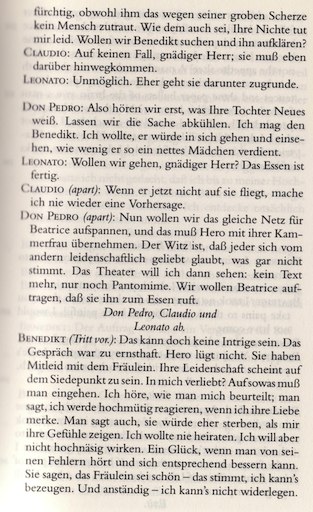 fürchtig, obwohl ihm das wegen seiner groben Scherze
kein Mensch zutraut. Wie dem auch sei, Ihre Nichte tut
mir leid. Wollen wir Benedikt suchen und ihn aufklären?
CLAUDIO: Auf keinen Fall, gnädiger Herr; sie muß eben
darüber hinwegkommen.
LEONATO: Unmöglich. Eher geht sie darunter zugrunde.
DON PEDRO: Also hören wir erst, was Ihre Tochter Neues
weiß. Lassen wir die Sache abkühlen. Ich mag den
Benedikt. Ich wollte, er würde in sich gehen und einse-
hen, wie wenig er so ein nettes Mädchen verdient.
LEONATO: Wollen wir gehen, gnädiger Herr? Das Essen ist
fertig.
CLAUDIO (apart): Wenn er jetzt nicht auf sie fliegt, mache
ich nie wieder eine Vorhersage.
DON PEDRO (apart): Nun wollen wir das gleiche Netz für
Beatrice aufspannen, und das muß Hero mit ihrer Kam-
merfrau übernehmen. Der Witz ist, daß jeder sich vom
andern leidenschaftlich geliebt glaubt, was gar nicht
stimmt. Das Theater will ich dann sehen: kein Text
mehr, nur noch Pantomime. Wir wollen Beatrice auf-
tragen, daß sie ihn zum Essen ruft.
Don Pedro, Claudio und
Leonato ab.
BENEDIKT (Tritt vor.): Das kann doch keine Intrige sein. Das
Gespräch war zu ernsthaft. Hero lügt nicht. Sie haben
Mitleid mit dem Fräulein. Ihre Leidenschaft scheint auf
dem Siedepunkt zu sein. In mich verliebt? Auf sowas muß
man eingehen. Ich höre, wie man mich beurteilt; man
sagt, ich werde hochmütig reagieren, wenn ich ihre Liebe
merke. Man sagt auch, sie würde eher sterben, als mir
ihre Gefühle zeigen. Ich wollte nie heiraten. Ich will aber
nicht hochnäsig wirken. Ein Glück, wenn man von sei-
nen Fehlern hört und sich entsprechend bessern kann.
Sie sagen, das Fräulein sei schön – das stimmt, ich kann's
bezeugen. Und anständig – ich kann's nicht widerlegen.